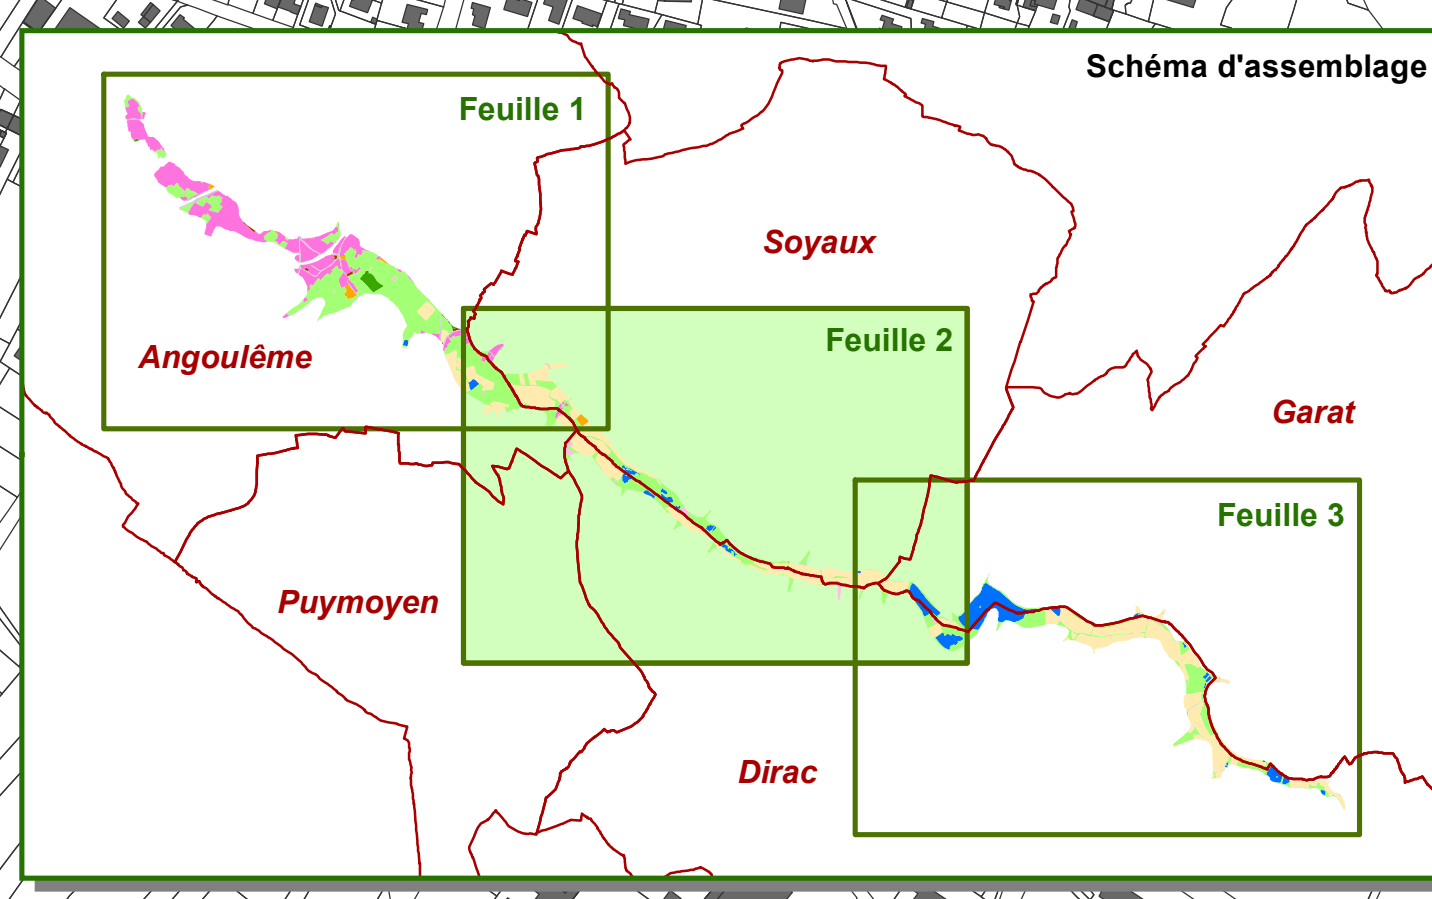 Schéma d'assemblage
Feuille 1
Soyaux
Feuille 2
Angoulême
Garat
Feuille 3
Puymoyen
Dirac